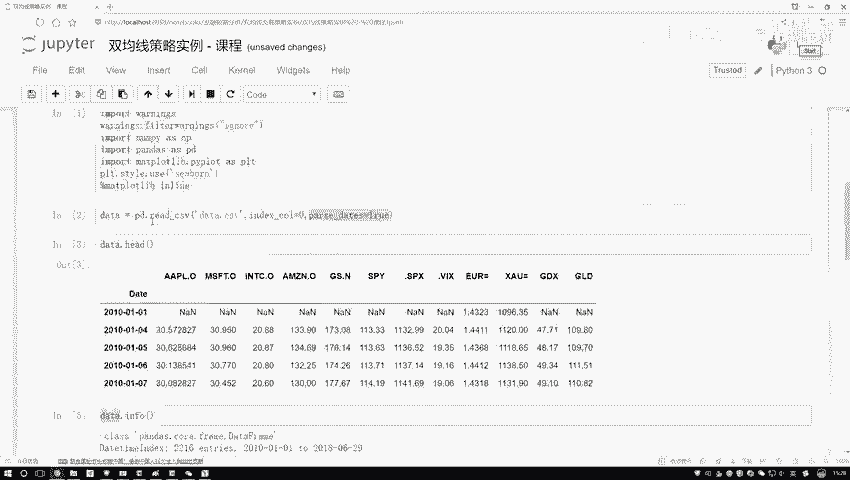 双均线策略实例 - 课程
jupyter 双均线策略实例 - 课程 (unsaved changes)
File Edit View Insert Cell Kernel Widgets Help
Trusted Python 3
Code
In [1] import warnings
warnings.filterwarnings("ignore")
import numpy as np
import pandas as pd
import matplotlib.pyplot as plt
plt.style.use('seaborn')
%matplotlib inline
In [2] data = pd.read_csv('data.csv',index_col=0,parse_dates=True)
In [3] data.head()
Out[3]:
AAPL.O MSFT.O INTC.O AMZN.O GS.N SPY .SPX .VIX EUR= XAU= GDX GLD
Date
2010-01-01 NaN NaN NaN NaN NaN NaN NaN NaN 1.4323 1096.35 NaN NaN
2010-01-04 30.572827 30.950 20.88 133.90 173.08 113.33 1132.99 20.04 1.4411 1120.00 47.71 109.80
2010-01-05 30.625684 30.960 20.87 134.69 176.14 113.63 1136.52 19.35 1.4368 1118.65 48.17 109.70
2010-01-06 30.138541 30.770 20.80 132.25 174.26 113.71 1137.14 19.16 1.4412 1138.50 49.34 111.51
2010-01-07 30.082827 30.452 20.60 130.00 177.67 114.19 1141.69 19.06 1.4318 1131.90 49.10 110.82
In [5] data.info()
class 'pandas.core.frame.DataFrame'
DatetimeIndex: 2216 entries, 2010-01-01 to 2018-06-29